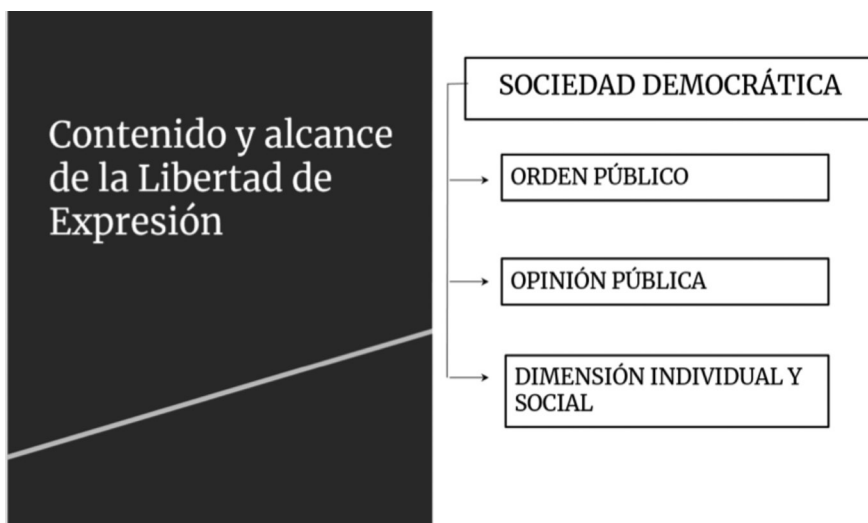 Contenido y alcance
de la Libertad de
Expresión
SOCIEDAD DEMOCRÁTICA
ORDEN PÚBLICO
OPINIÓN PÚBLICA
DIMENSIÓN INDIVIDUAL Y
SOCIAL